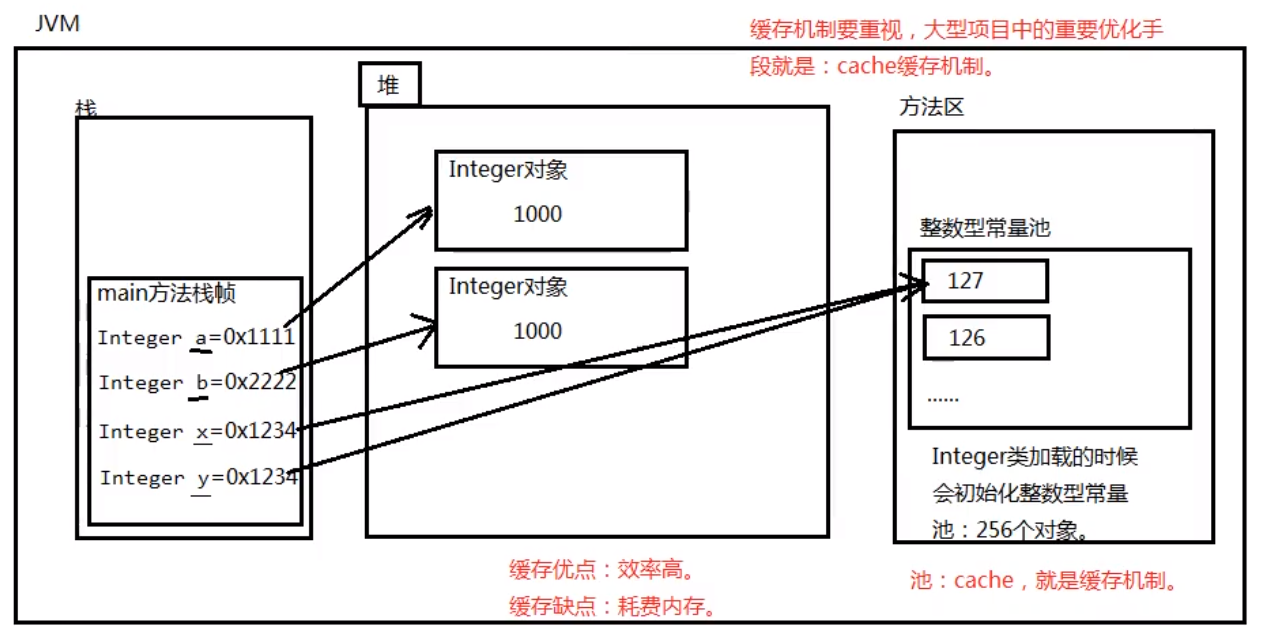 JVM
缓存机制要重视，大型项目中的重要优化手
段就是：cache缓存机制。
栈
堆
方法区
Integer对象
1000
Integer对象
1000
main方法栈帧
Integer a=0x1111
Integer b=0x2222
Integer x=0x1234
Integer y=0x1234
整数型常量池
127
126
......
Integer类加载的时候
会初始化整数型常量
池：256个对象。
缓存优点：效率高。
缓存缺点：耗费内存。
池：cache，就是缓存机制。